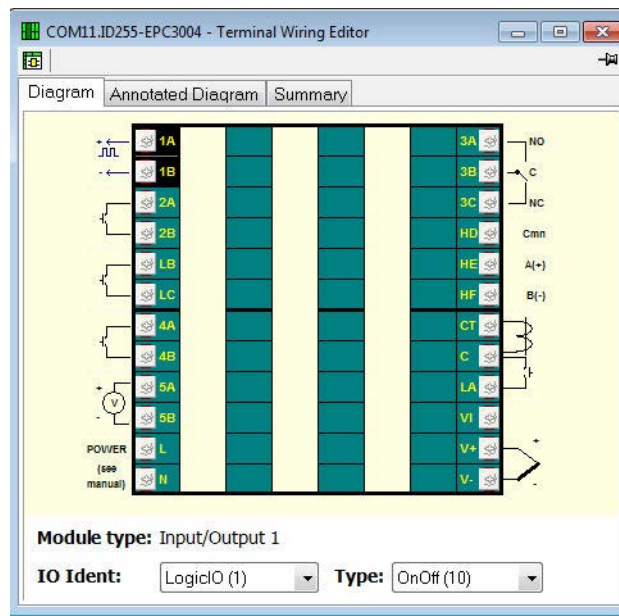 COM11.ID255-EPC3004 - Terminal Wiring Editor
Diagram Annotated Diagram Summary
+ 1A 3A NO
- 1B 3B C
2A 3C NC
2B HD Cmn
LB HE A(+)
LC HF B(-)
4A CT
4B C
+ 5A LA
V
- 5B VI
POWER L V+ +
(see
manual) N V- -
Module type: Input/Output 1
IO Ident: LogicIO (1) Type: OnOff (10)